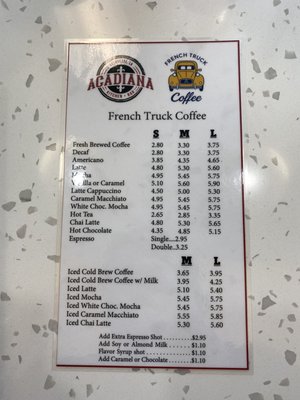 ACADIANA
KITCHEN + BAR
FRENCH TRUCK
Coffee
French Truck Coffee
S M L
Fresh Brewed Coffee 2.80 3.30 3.75
Decaf 2.80 3.30 3.75
Americano 3.85 4.35 4.65
Latte 4.80 5.30 5.60
Mocha 4.95 5.45 5.75
Vanilla or Caramel 5.10 5.60 5.90
Latte Cappuccino 4.50 5.00 5.30
Caramel Macchiato 4.95 5.45 5.75
White Choc. Mocha 4.95 5.45 5.75
Hot Tea 2.65 2.85 3.35
Chai Latte 4.80 5.30 5.65
Hot Chocolate 4.35 4.85 5.15
Espresso Single....2.95
Double..3.25
M L
Iced Cold Brew Coffee 3.65 3.95
Iced Cold Brew Coffee w/ Milk 3.95 4.25
Iced Latte 5.10 5.40
Iced Mocha 5.45 5.75
Iced White Choc. Mocha 5.45 5.75
Iced Caramel Macchiato 5.55 5.85
Iced Chai Latte 5.30 5.60
Add Extra Espresso Shot .........$2.95
Add Soy or Almond Milk .......$1.10
Flavor Syrup shot ...............$1.10
Add Caramel or Chocolate ..$1.10